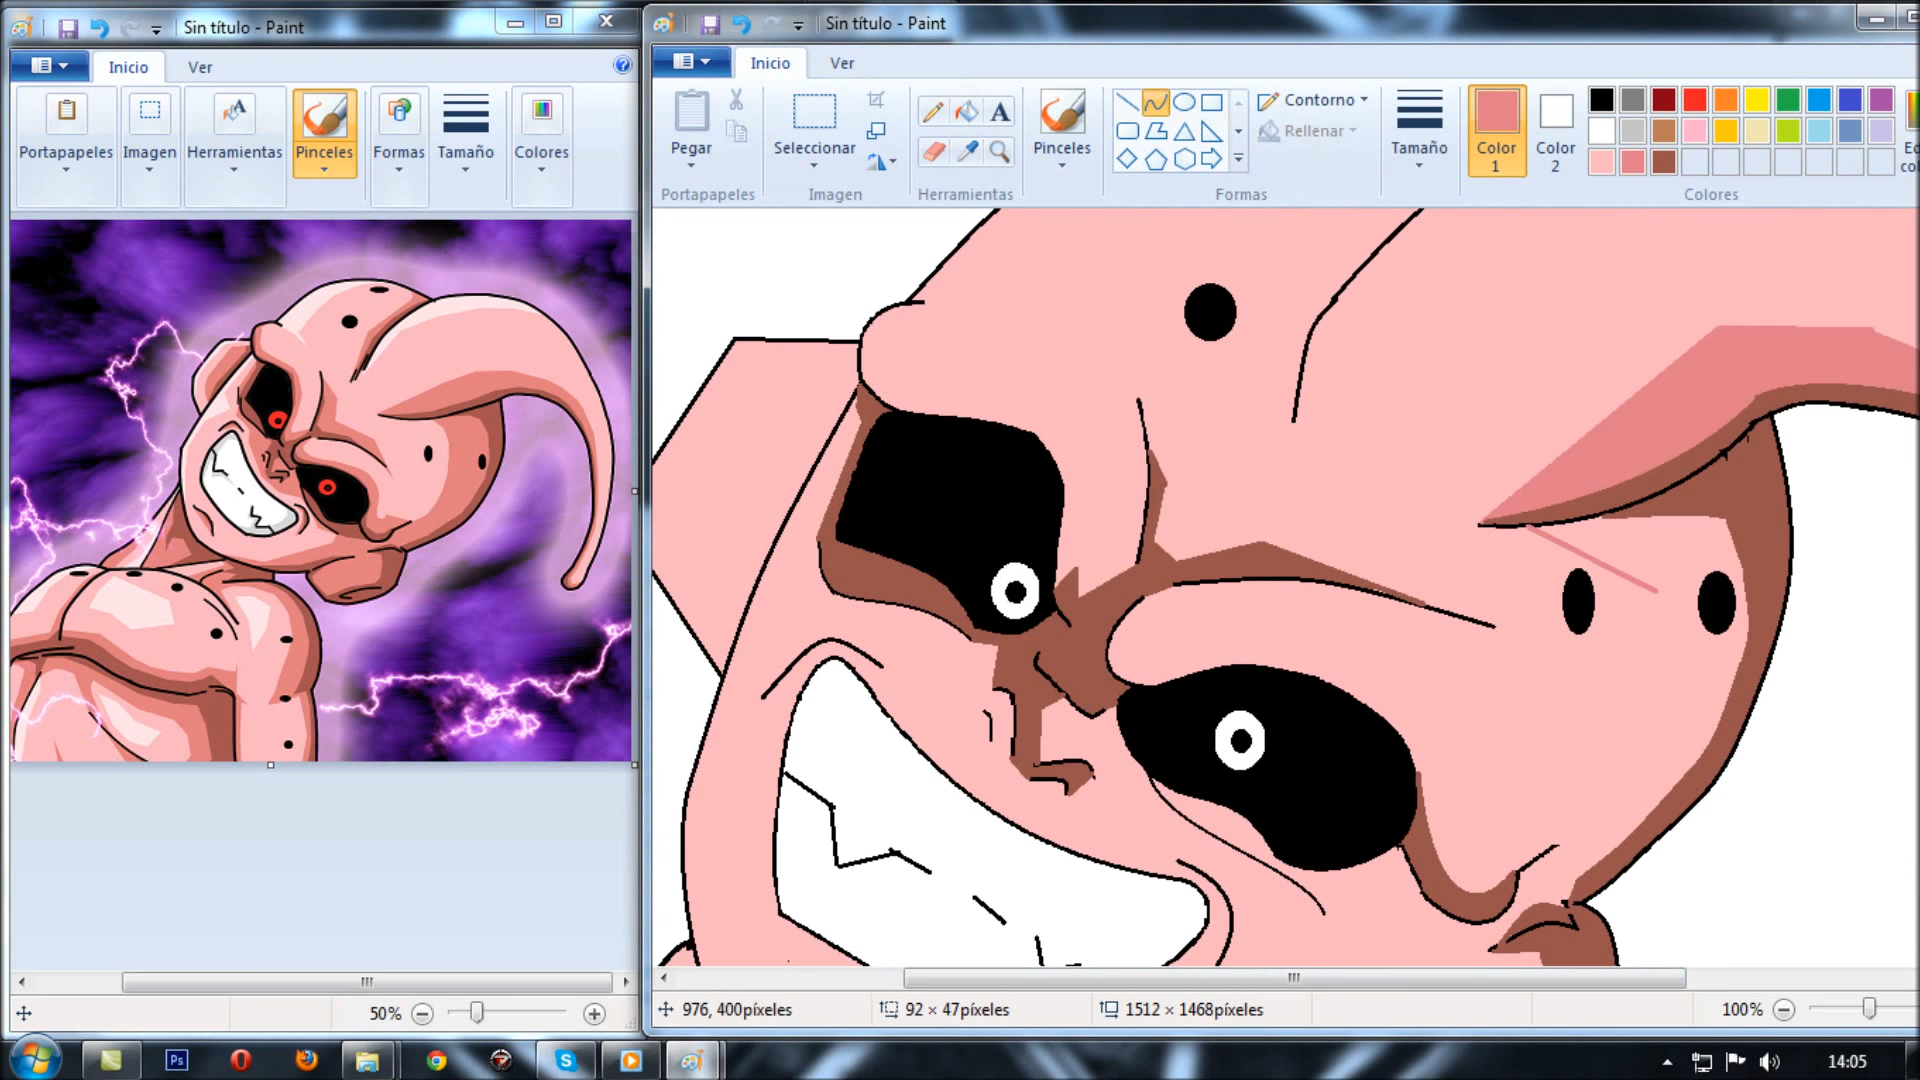 Sin título - Paint
Inicio
Ver
Portapapeles
Imagen
Herramientas
Pinceles
Formas
Tamaño
Colores
50%
Sin título - Paint
Inicio
Ver
Pegar
Seleccionar
Pinceles
Contorno
Rellenar
Tamaño
Color 1
Color 2
Portapapeles
Imagen
Herramientas
Formas
Colores
976, 400píxeles
92 × 47píxeles
1512 × 1468píxeles
100%
Ps
14:05